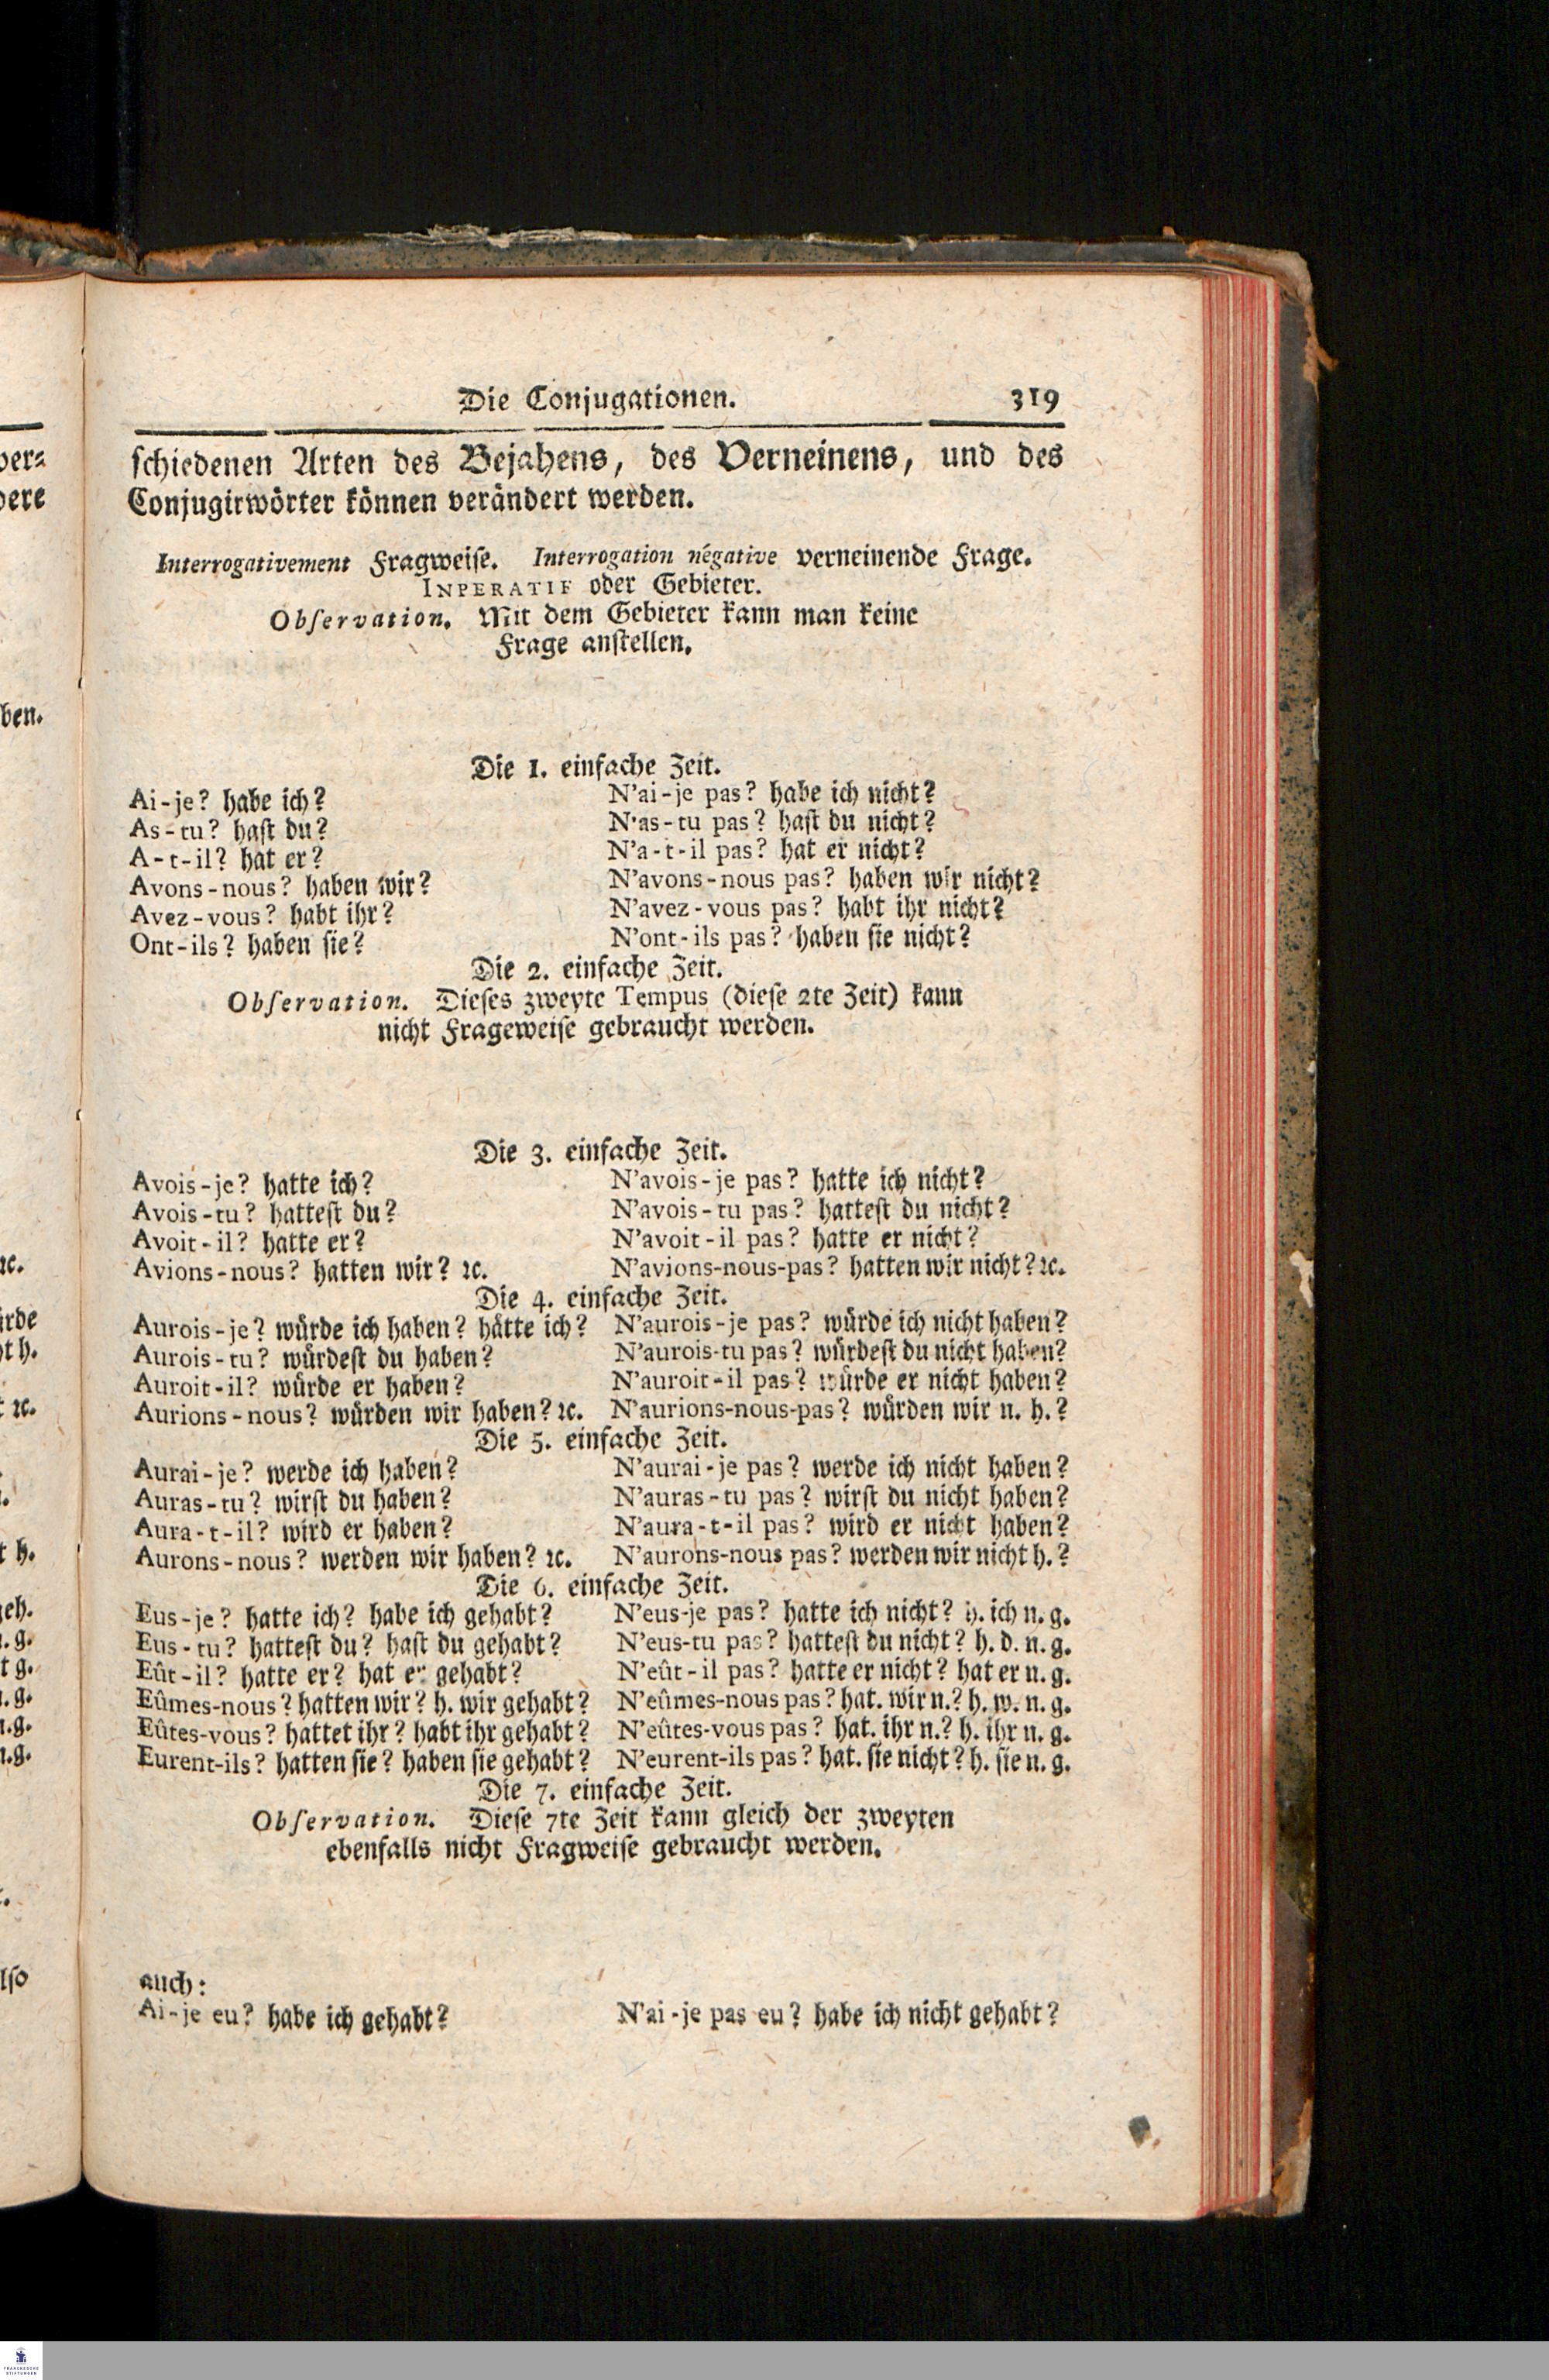 Die Conjugationen. 319
ſchiedenen Arten des Bejahens, des Verneinens, und des
Conjugirwörter können verändert werden.
Interrogativement Fragweiſe. Interrogation négative verneinende Frage.
INPERATIF oder Gebieter.
Obſervation. Mit dem Gebieter kann man keine
Frage anſtellen.
Die 1. einfache Zeit.
Ai-je? habe ich? N'ai-je pas? habe ich nicht?
As-tu? haſt du? N'as-tu pas? haſt du nicht?
A-t-il? hat er? N'a-t-il pas? hat er nicht?
Avons-nous? haben wir? N'avons-nous pas? haben wir nicht?
Avez-vous? habt ihr? N'avez-vous pas? habt ihr nicht?
Ont-ils? haben ſie? N'ont-ils pas? haben ſie nicht?
Die 2. einfache Zeit.
Obſervation. Dieſes zweyte Tempus (dieſe 2te Zeit) kann
nicht Frageweiſe gebraucht werden.
Die 3. einfache Zeit.
Avois-je? hatte ich? N'avois-je pas? hatte ich nicht?
Avois-tu? hatteſt du? N'avois-tu pas? hatteſt du nicht?
Avoit-il? hatte er? N'avoit-il pas? hatte er nicht?
Avions-nous? hatten wir? ꝛc. N'avions-nous-pas? hatten wir nicht? ꝛc.
Die 4. einfache Zeit.
Aurois-je? würde ich haben? hätte ich? N'aurois-je pas? würde ich nicht haben?
Aurois-tu? würdeſt du haben? N'aurois-tu pas? würdeſt du nicht haben?
Auroit-il? würde er haben? N'auroit-il pas? würde er nicht haben?
Aurions-nous? würden wir haben? ꝛc. N'aurions-nous-pas? würden wir n. h.?
Die 5. einfache Zeit.
Aurai-je? werde ich haben? N'aurai-je pas? werde ich nicht haben?
Auras-tu? wirſt du haben? N'auras-tu pas? wirſt du nicht haben?
Aura-t-il? wird er haben? N'aura-t-il pas? wird er nicht haben?
Aurons-nous? werden wir haben? ꝛc. N'aurons-nous pas? werden wir nicht h.?
Die 6. einfache Zeit.
Eus-je? hatte ich? habe ich gehabt? N'eus-je pas? hatte ich nicht? h. ich n. g.
Eus-tu? hatteſt du? haſt du gehabt? N'eus-tu pas? hatteſt du nicht? h. d. n. g.
Eût-il? hatte er? hat er gehabt? N'eût-il pas? hatte er nicht? hat er n. g.
Eûmes-nous? hatten wir? h. wir gehabt? N'eûmes-nous pas? hat. wir n.? h. w. n. g.
Eûtes-vous? hattet ihr? habt ihr gehabt? N'eûtes-vous pas? hat. ihr n.? h. ihr n. g.
Eurent-ils? hatten ſie? haben ſie gehabt? N'eurent-ils pas? hat. ſie nicht? h. ſie n. g.
Die 7. einfache Zeit.
Obſervation. Dieſe 7te Zeit kann gleich der zweyten
ebenfalls nicht Fragweiſe gebraucht werden.
auch:
Ai-je eu? habe ich gehabt? N'ai-je pas eu? habe ich nicht gehabt?
FRANCKESCHE
STIFTUNGEN